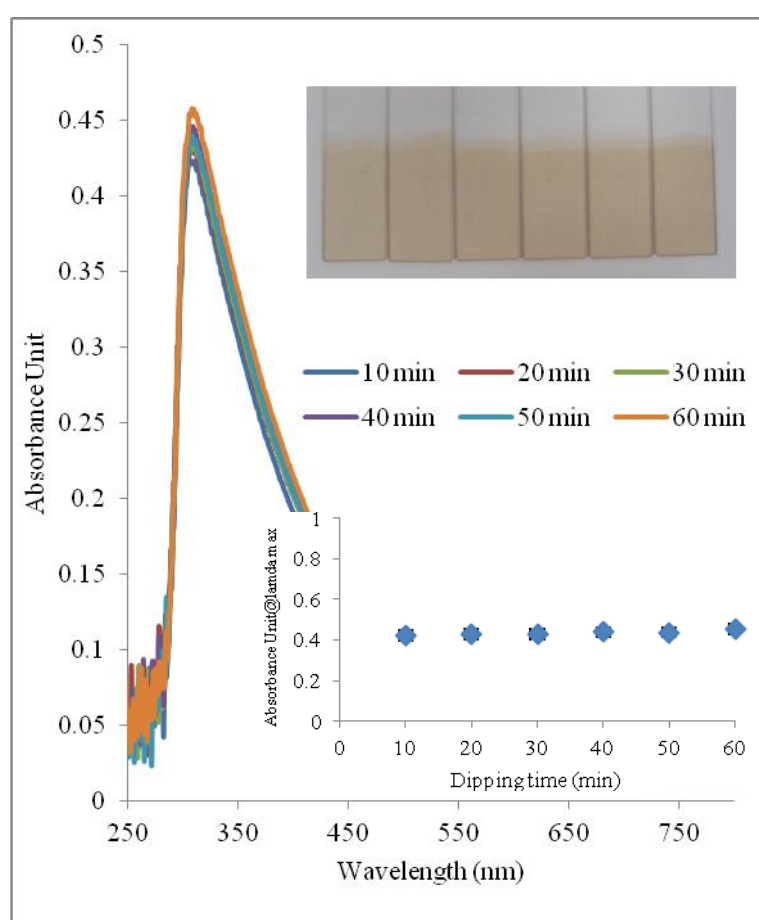 0.5
0.45
0.4
0.35
0.3
0.25
0.2
0.15
0.1
0.05
0
Absorbance Unit
250 350 450 550 650 750
Wavelength (nm)
10 min 20 min 30 min
40 min 50 min 60 min
1
0.8
0.6
0.4
0.2
0
Absorbance Unit@lamda max
0 10 20 30 40 50 60
Dipping time (min)